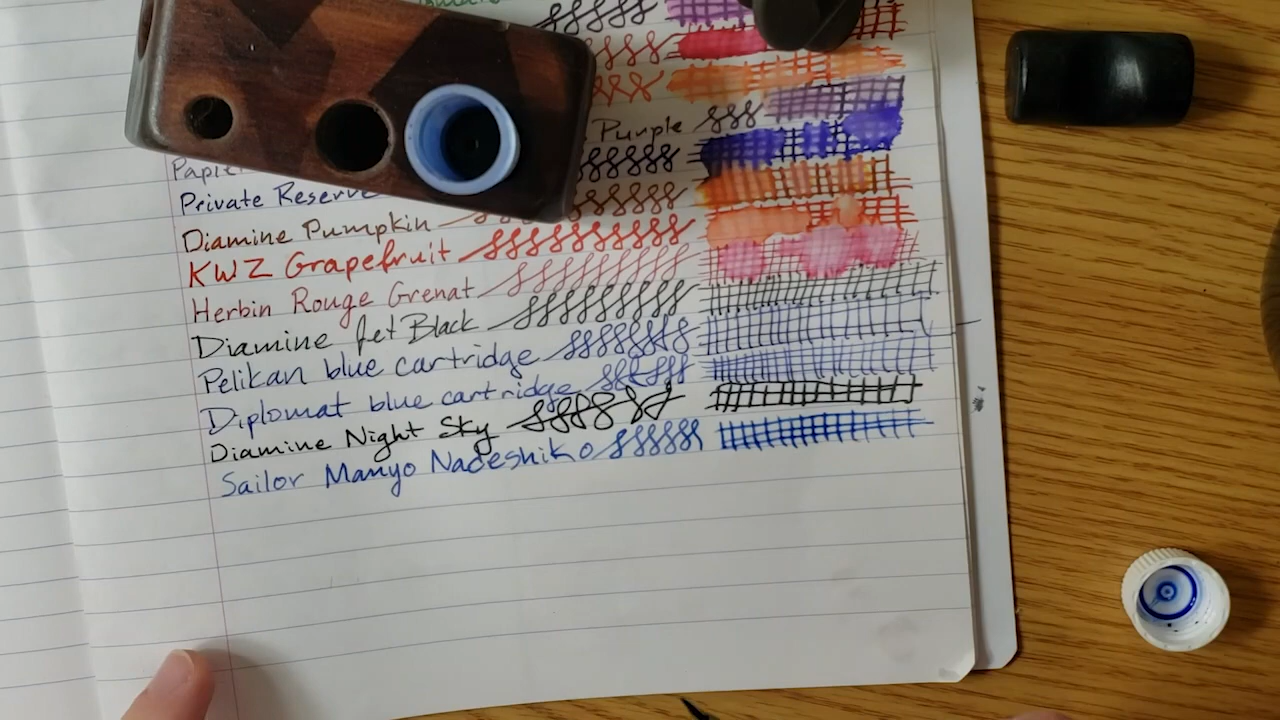 Purple
Private Reserve
Diamine Pumpkin
KWZ Grapefruit
Herbin Rouge Grenat
Diamine Jet Black
Pelikan blue cartridge
Diplomat blue cartridge
Diamine Night Sky
Sailor Manyo Nadeshiko